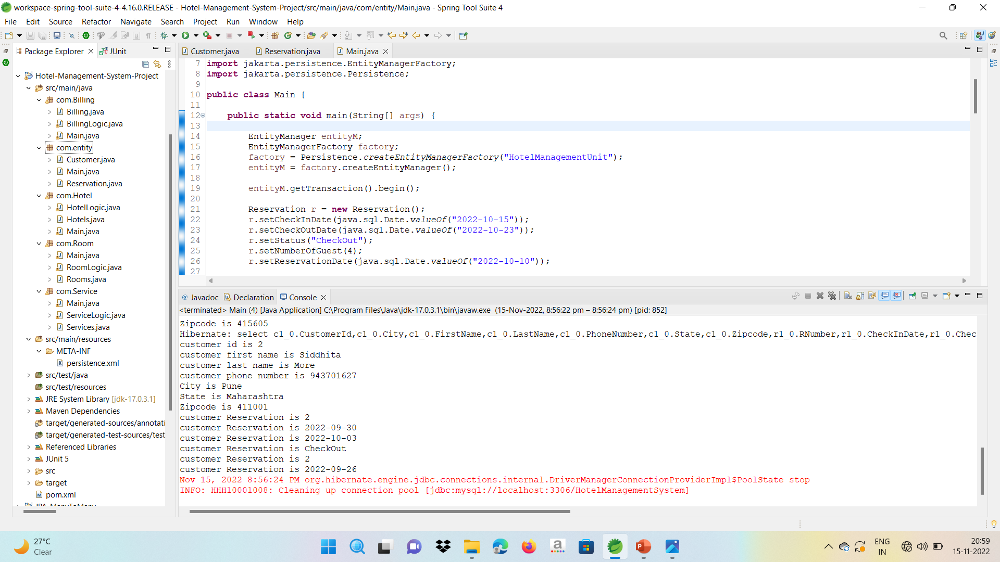 workspace-spring-tool-suite-4-4.16.0.RELEASE - Hotel-Management-System-Project/src/main/java/com/entity/Main.java - Spring Tool Suite 4
File Edit Source Refactor Navigate Search Project Run Window Help
Package Explorer JUnit
Hotel-Management-System-Project
src/main/java
com.Billing
Billing.java
BillingLogic.java
Main.java
com.entity
Customer.java
Main.java
Reservation.java
com.Hotel
HotelLogic.java
Hotels.java
Main.java
com.Room
Main.java
RoomLogic.java
Rooms.java
com.Service
Main.java
ServiceLogic.java
Services.java
src/main/resources
META-INF
persistence.xml
src/test/java
src/test/resources
JRE System Library [jdk-17.0.3.1]
Maven Dependencies
target/generated-sources/annotati
target/generated-test-sources/test
Referenced Libraries
JUnit 5
src
target
pom.xml
Customer.java Reservation.java Main.java
7 import jakarta.persistence.EntityManagerFactory;
8 import jakarta.persistence.Persistence;
9
10 public class Main {
11
12 public static void main(String[] args) {
13
14 EntityManager entityM;
15 EntityManagerFactory factory;
16 factory = Persistence.createEntityManagerFactory("HotelManagementUnit");
17 entityM = factory.createEntityManager();
18
19 entityM.getTransaction().begin();
20
21 Reservation r = new Reservation();
22 r.setCheckInDate(java.sql.Date.valueOf("2022-10-15"));
23 r.setCheckOutDate(java.sql.Date.valueOf("2022-10-23"));
24 r.setStatus("CheckOut");
25 r.setNumberOfGuest(4);
26 r.setReservationDate(java.sql.Date.valueOf("2022-10-10"));
27
@ Javadoc Declaration Console
<terminated> Main (4) [Java Application] C:\Program Files\Java\jdk-17.0.3.1\bin\javaw.exe (15-Nov-2022, 8:56:22 pm – 8:56:24 pm) [pid: 852]
Zipcode is 415605
Hibernate: select c1_0.CustomerId,c1_0.City,c1_0.FirstName,c1_0.LastName,c1_0.PhoneNumber,c1_0.State,c1_0.Zipcode,r1_0.RNumber,r1_0.CheckInDate,r1_0.Chec
customer id is 2
customer first name is Siddhita
customer last name is More
customer phone number is 943701627
City is Pune
State is Maharashtra
Zipcode is 411001
customer Reservation is 2
customer Reservation is 2022-09-30
customer Reservation is 2022-10-03
customer Reservation is CheckOut
customer Reservation is 2
customer Reservation is 2022-09-26
Nov 15, 2022 8:56:24 PM org.hibernate.engine.jdbc.connections.internal.DriverManagerConnectionProviderImpl$PoolState stop
INFO: HHH10001008: Cleaning up connection pool [jdbc:mysql://localhost:3306/HotelManagementSystem]
27°C
Clear
ENG
IN
20:59
15-11-2022